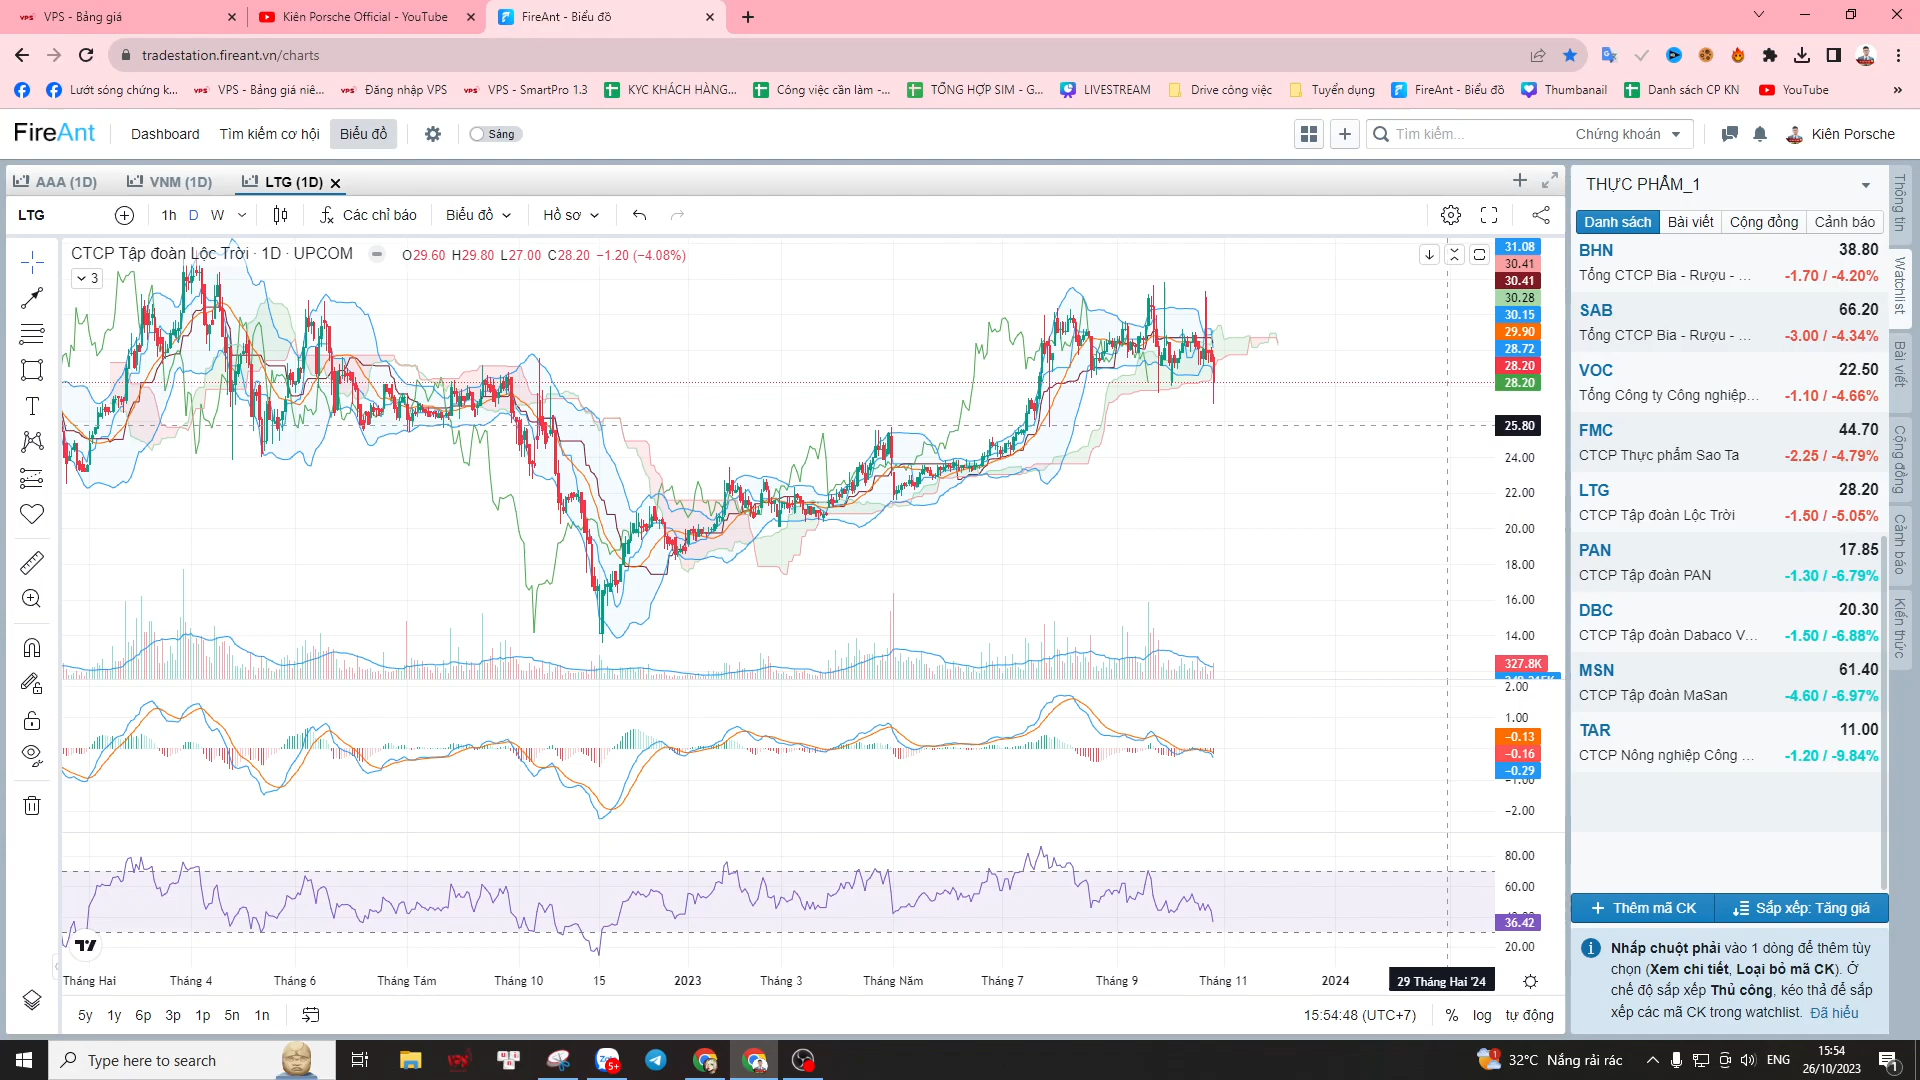 VPS - Bảng giá
Kiên Porsche Official - YouTube
FireAnt - Biểu đồ
tradestation.fireant.vn/charts
Lướt sóng chứng k...
VPS - Bảng giá niê...
Đăng nhập VPS
VPS - SmartPro 1.3
KYC KHÁCH HÀNG...
Công việc cần làm -...
TỔNG HỢP SIM - G...
LIVESTREAM
Drive công việc
Tuyển dụng
FireAnt - Biểu đồ
Thumbanail
Danh sách CP KN
YouTube
»
FireAnt
Dashboard
Tìm kiếm cơ hội
Biểu đồ
Sáng
Tìm kiếm...
Chứng khoán
Kiên Porsche
AAA (1D)
VNM (1D)
LTG (1D)
LTG
1h
D
W
Các chỉ báo
Biểu đồ
Hồ sơ
CTCP Tập đoàn Lộc Trời · 1D · UPCOM
O29.60 H29.80 L27.00 C28.20 −1.20 (−4.08%)
3
31.08
30.41
30.41
30.28
30.15
29.90
28.72
28.20
28.20
25.80
24.00
22.00
20.00
18.00
16.00
14.00
327.8K
2.00
1.00
−0.13
−0.16
−0.29
−1.00
−2.00
80.00
60.00
36.42
20.00
Tháng Hai
Tháng 4
Tháng 6
Tháng Tám
Tháng 10
15
2023
Tháng 3
Tháng Năm
Tháng 7
Tháng 9
Tháng 11
2024
29 Tháng Hai '24
5y
1y
6p
3p
1p
5n
1n
15:54:48 (UTC+7)
%
log
tự động
THỰC PHẨM_1
Danh sách
Bài viết
Cộng đồng
Cảnh báo
BHN 38.80
Tổng CTCP Bia - Rượu - ... -1.70 / -4.20%
SAB 66.20
Tổng CTCP Bia - Rượu - ... -3.00 / -4.34%
VOC 22.50
Tổng Công ty Công nghiệp... -1.10 / -4.66%
FMC 44.70
CTCP Thực phẩm Sao Ta -2.25 / -4.79%
LTG 28.20
CTCP Tập đoàn Lộc Trời -1.50 / -5.05%
PAN 17.85
CTCP Tập đoàn PAN -1.30 / -6.79%
DBC 20.30
CTCP Tập đoàn Dabaco V... -1.50 / -6.88%
MSN 61.40
CTCP Tập đoàn MaSan -4.60 / -6.97%
TAR 11.00
CTCP Nông nghiệp Công ... -1.20 / -9.84%
Thêm mã CK
Sắp xếp: Tăng giá
Nhấp chuột phải vào 1 dòng để thêm tùy
chọn (Xem chi tiết, Loại bỏ mã CK). Ở
chế độ sắp xếp Thủ công, kéo thả để sắp
xếp các mã CK trong watchlist. Đã hiểu
Thông tin
Watchlist
Bài viết
Cộng đồng
Cảnh báo
Kiến thức
Type here to search
32°C Nắng rải rác
ENG
15:54
26/10/2023